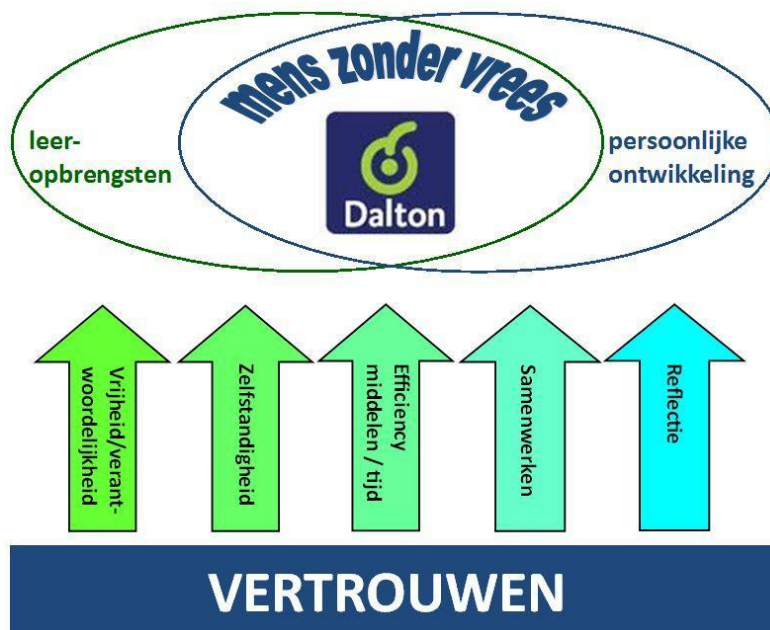 mens zonder vrees
leer-
opbrengsten
persoonlijke
ontwikkeling
Dalton
Vrijheid/verant-
woordelijkheid
Zelfstandigheid
Efficiency
middelen / tijd
Samenwerken
Reflectie
VERTROUWEN